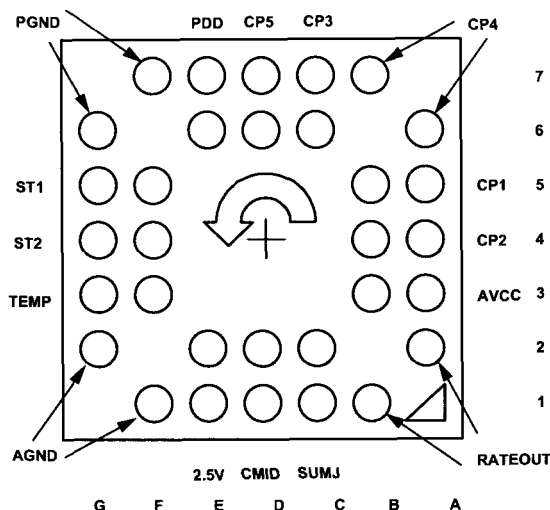 PGND PDD CP5 CP3 CP4
7
6
ST1 CP1 5
ST2 CP2 4
TEMP AVCC 3
2
1
AGND RATEOUT
2.5V CMID SUMJ
G F E D C B A